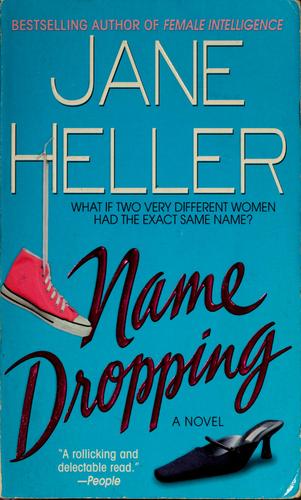 BESTSELLING AUTHOR OF FEMALE INTELLIGENCE
JANE
HELLER
WHAT IF TWO VERY DIFFERENT WOMEN
HAD THE EXACT SAME NAME?
Name
Dropping
A NOVEL
"A rollicking and
delectable read."
—People